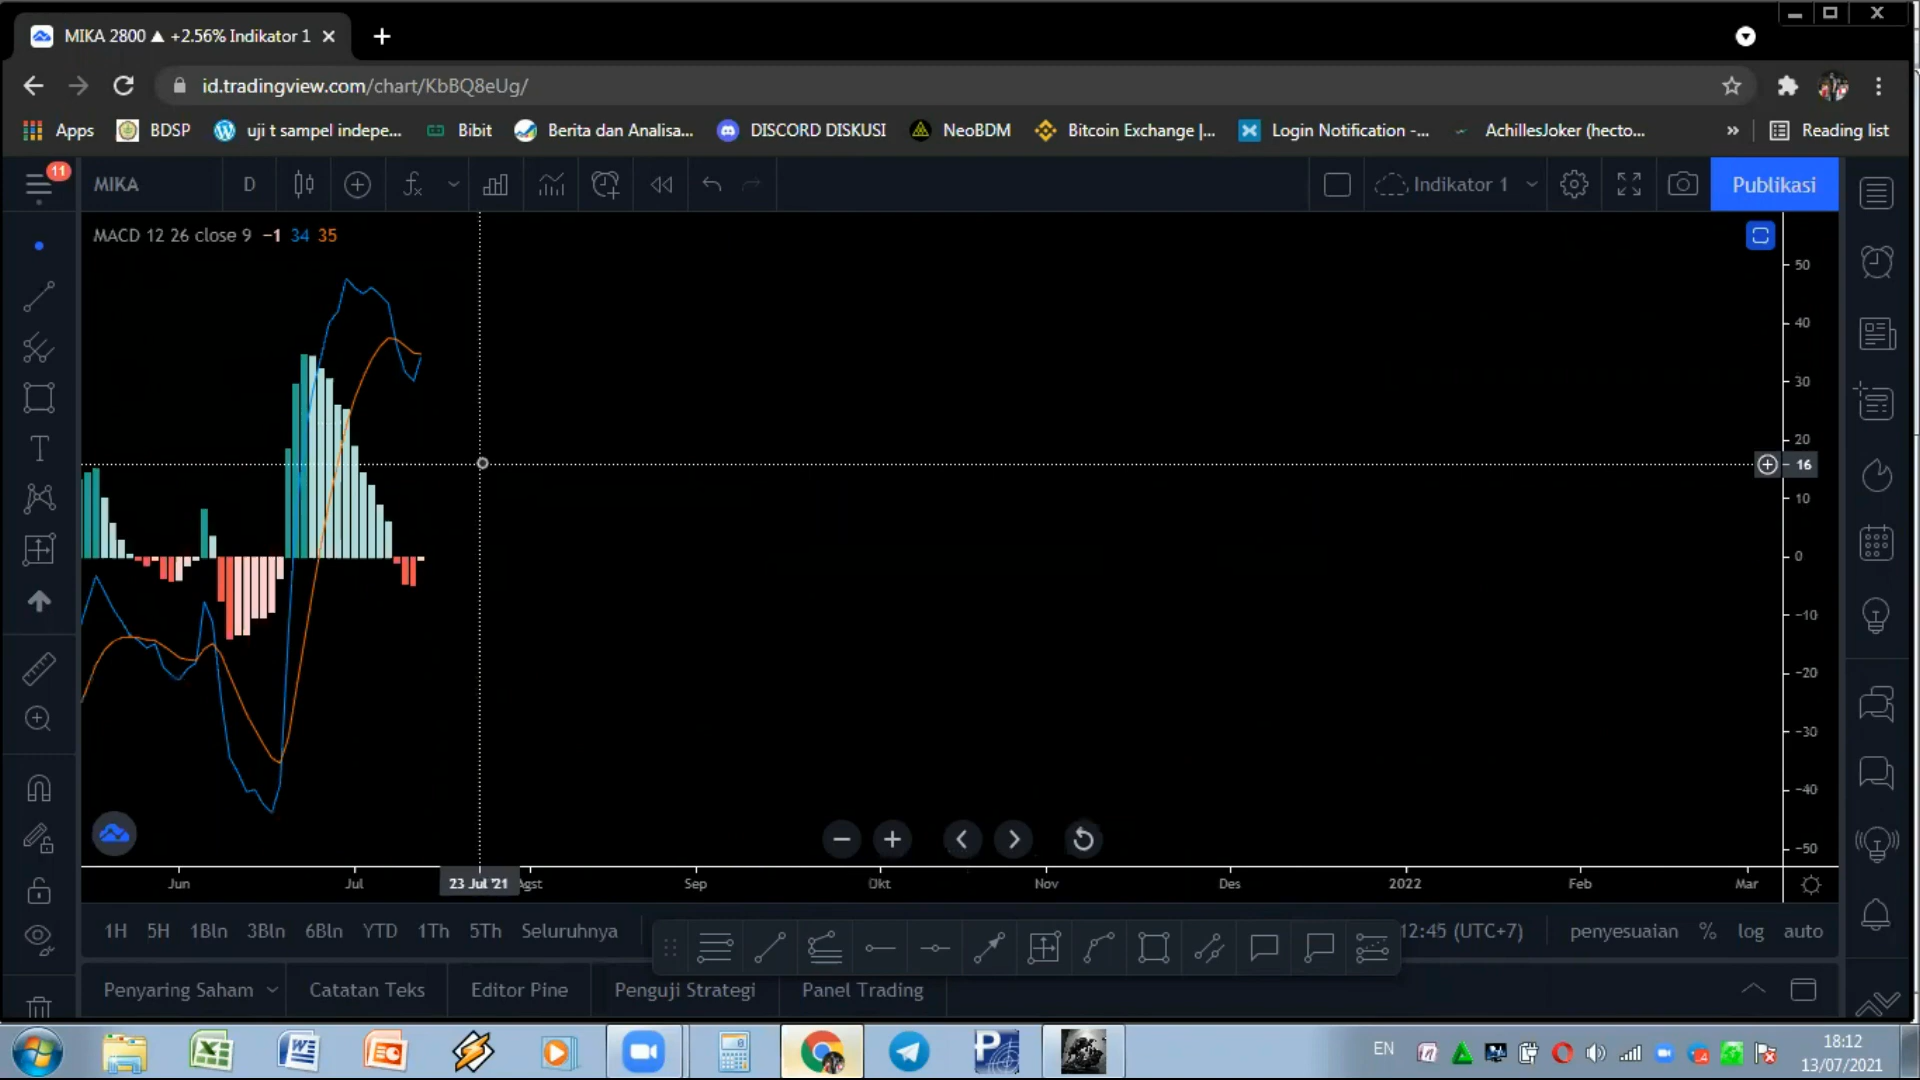 MIKA 2800 ▲ +2.56% Indikator 1
id.tradingview.com/chart/KbBQ8eUg/
Apps BDSP uji t sampel indepe... Bibit Berita dan Analisa... DISCORD DISKUSI NeoBDM Bitcoin Exchange |... Login Notification -... AchillesJoker (hecto... » Reading list
11
MIKA D Indikator 1 Publikasi
MACD 12 26 close 9 −1 34 35
50
40
30
20
16
10
0
−10
−20
−30
−40
−50
Jun Jul 23 Jul '21 Agst Sep Okt Nov Des 2022 Feb Mar
1H 5H 1Bln 3Bln 6Bln YTD 1Th 5Th Seluruhnya 12:45 (UTC+7) penyesuaian % log auto
Penyaring Saham Catatan Teks Editor Pine Penguji Strategi Panel Trading
EN 18:12
13/07/2021